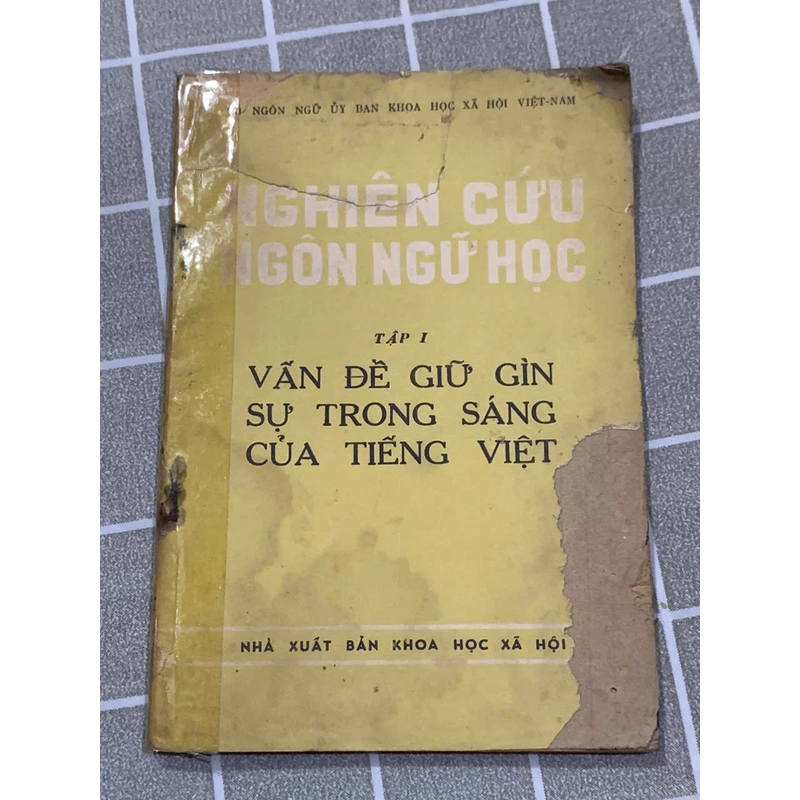 NGÔN NGỮ ỦY BAN KHOA HỌC XÃ HỘI VIỆT-NAM
NGHIÊN CỨU
NGÔN NGỮ HỌC
TẬP I
VẤN ĐỀ GIỮ GÌN
SỰ TRONG SÁNG
CỦA TIẾNG VIỆT
NHÀ XUẤT BẢN KHOA HỌC XÃ HỘI